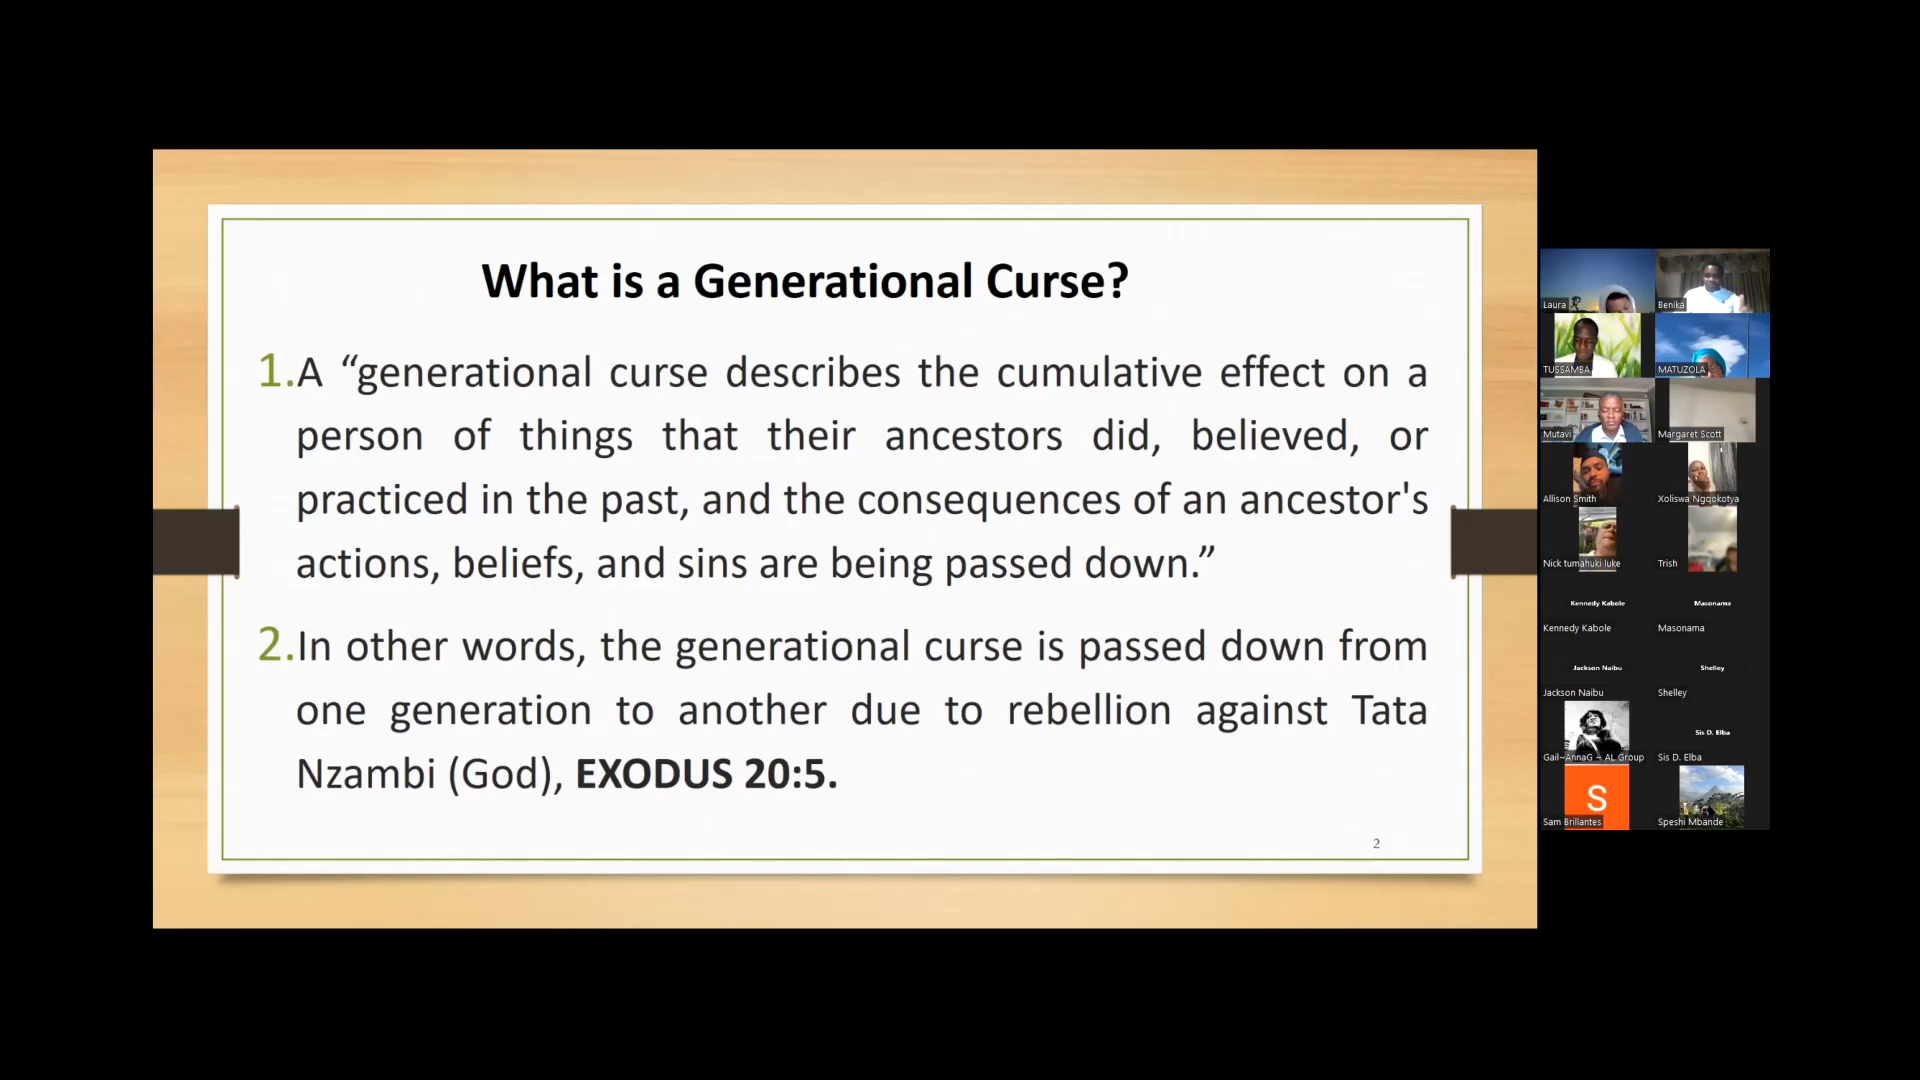 What is a Generational Curse?
1.A “generational curse describes the cumulative effect on a
person of things that their ancestors did, believed, or
practiced in the past, and the consequences of an ancestor's
actions, beliefs, and sins are being passed down.”
2.In other words, the generational curse is passed down from
one generation to another due to rebellion against Tata
Nzambi (God), EXODUS 20:5.
2
Laura
Benika
TUSSAMBA
MATUZOLA
Mutavi
Margaret Scott
Allison Smith
Xoliswa Ngqokotya
Nick tumahuki luke
Trish
Kennedy Kabole
Masonama
Kennedy Kabole
Masonama
Jackson Naibu
Shelley
Jackson Naibu
Shelley
Sis D. Elba
Gail~AnnaG ~ AL Group
Sis D. Elba
S
Sam Brillantes
Speshi Mbande